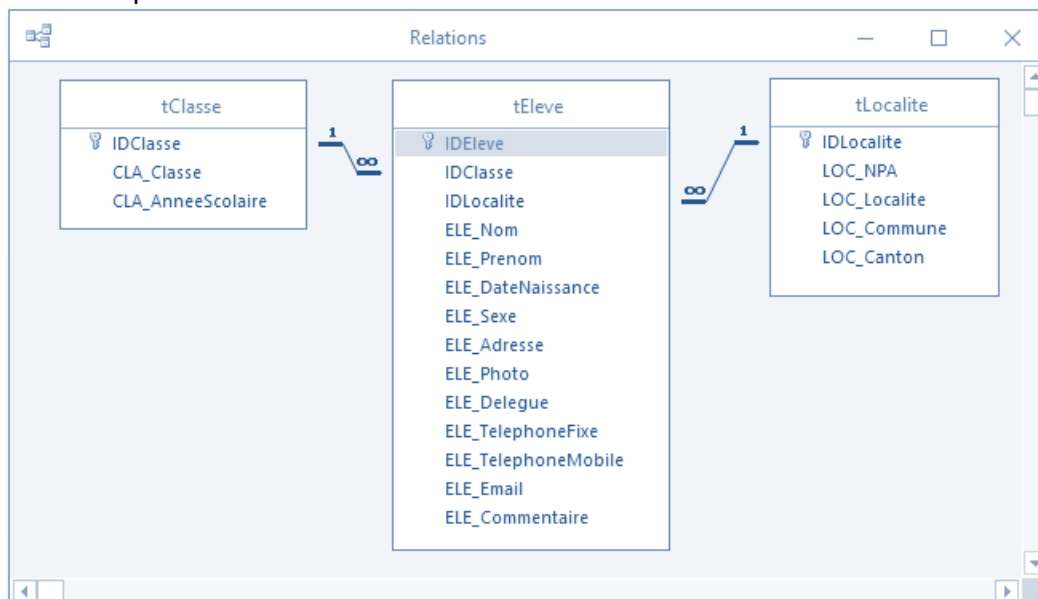 Relations
tClasse
IDClasse
CLA_Classe
CLA_AnneeScolaire
1
∞
tEleve
IDEleve
IDClasse
IDLocalite
ELE_Nom
ELE_Prenom
ELE_DateNaissance
ELE_Sexe
ELE_Adresse
ELE_Photo
ELE_Delegue
ELE_TelephoneFixe
ELE_TelephoneMobile
ELE_Email
ELE_Commentaire
∞
1
tLocalite
IDLocalite
LOC_NPA
LOC_Localite
LOC_Commune
LOC_Canton